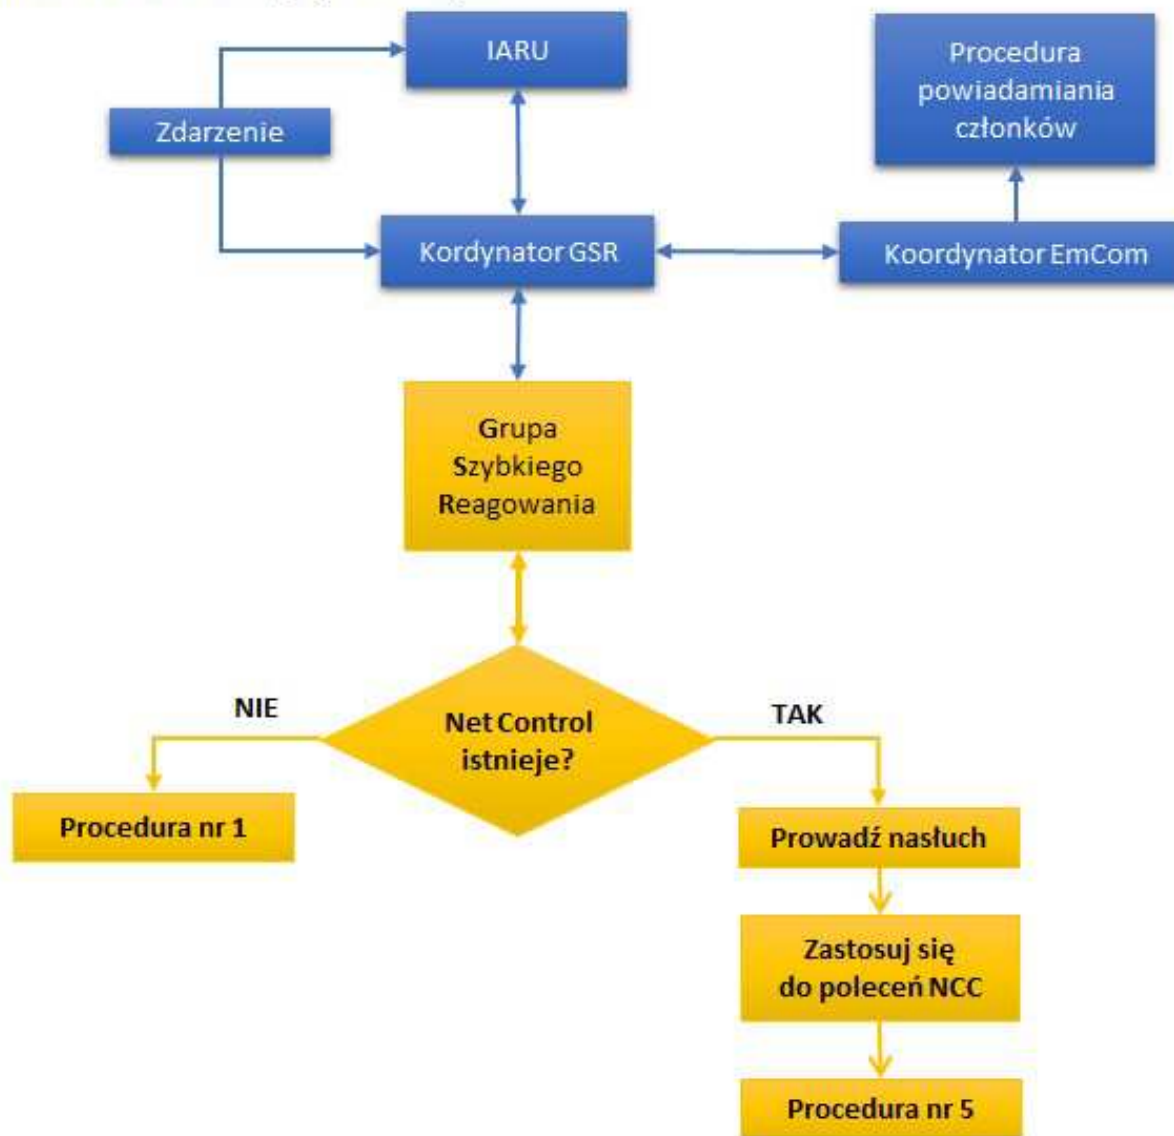 IARU
Procedura
powiadamiania
członków
Zdarzenie
Kordynator GSR
Koordynator EmCom
Grupa
Szybkiego
Reagowania
NIE
Net Control
istnieje?
TAK
Procedura nr 1
Prowadź nasłuch
Zastosuj się
do poleceń NCC
Procedura nr 5